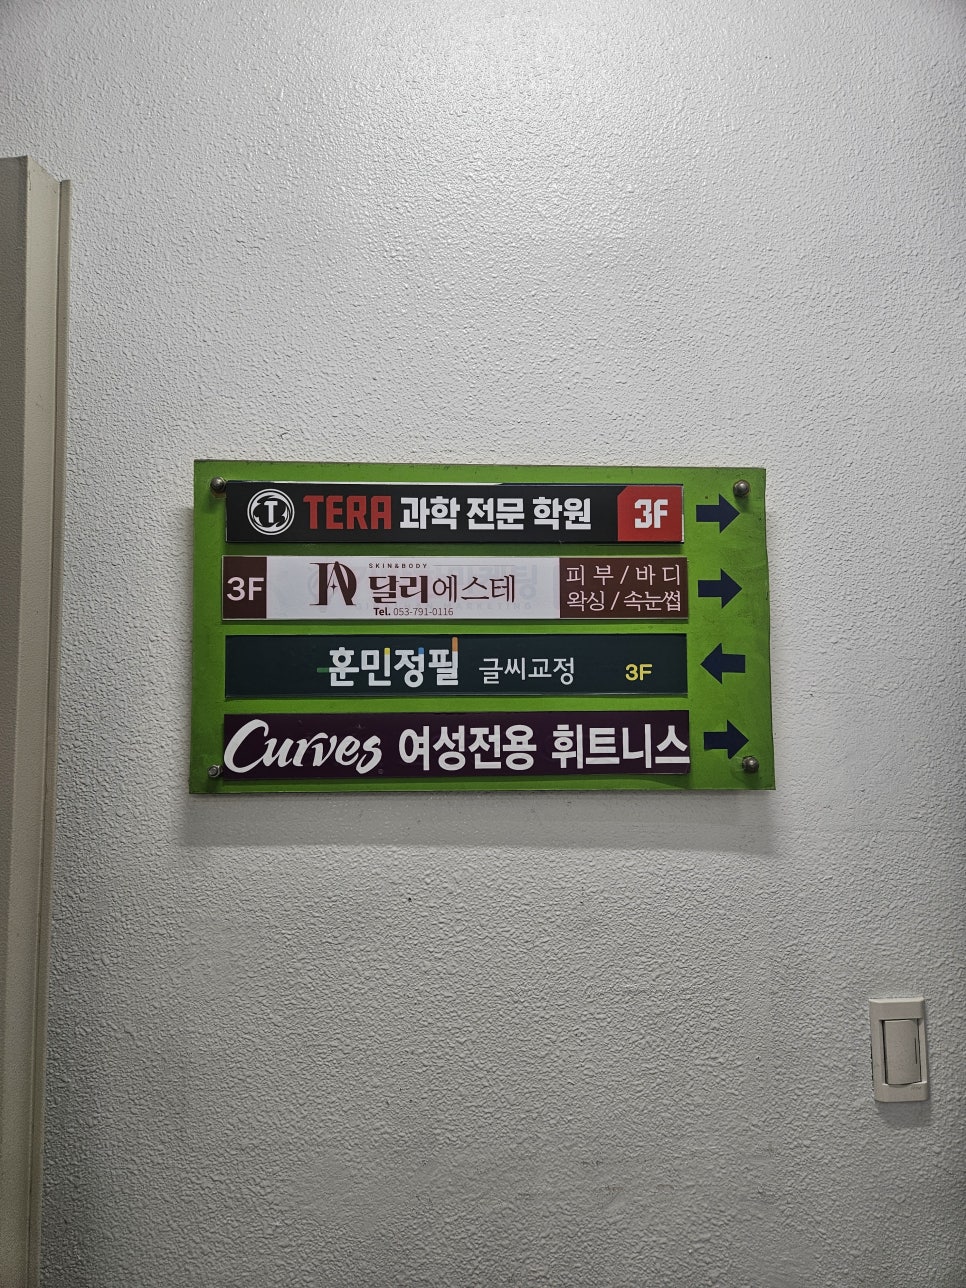 T TERA 과학 전문 학원 3F
3F SKIN&BODY 달리에스테 피부/바디
Tel. 053-791-0116 왁싱/속눈썹
훈민정필 글씨교정 3F
Curves 여성전용 휘트니스